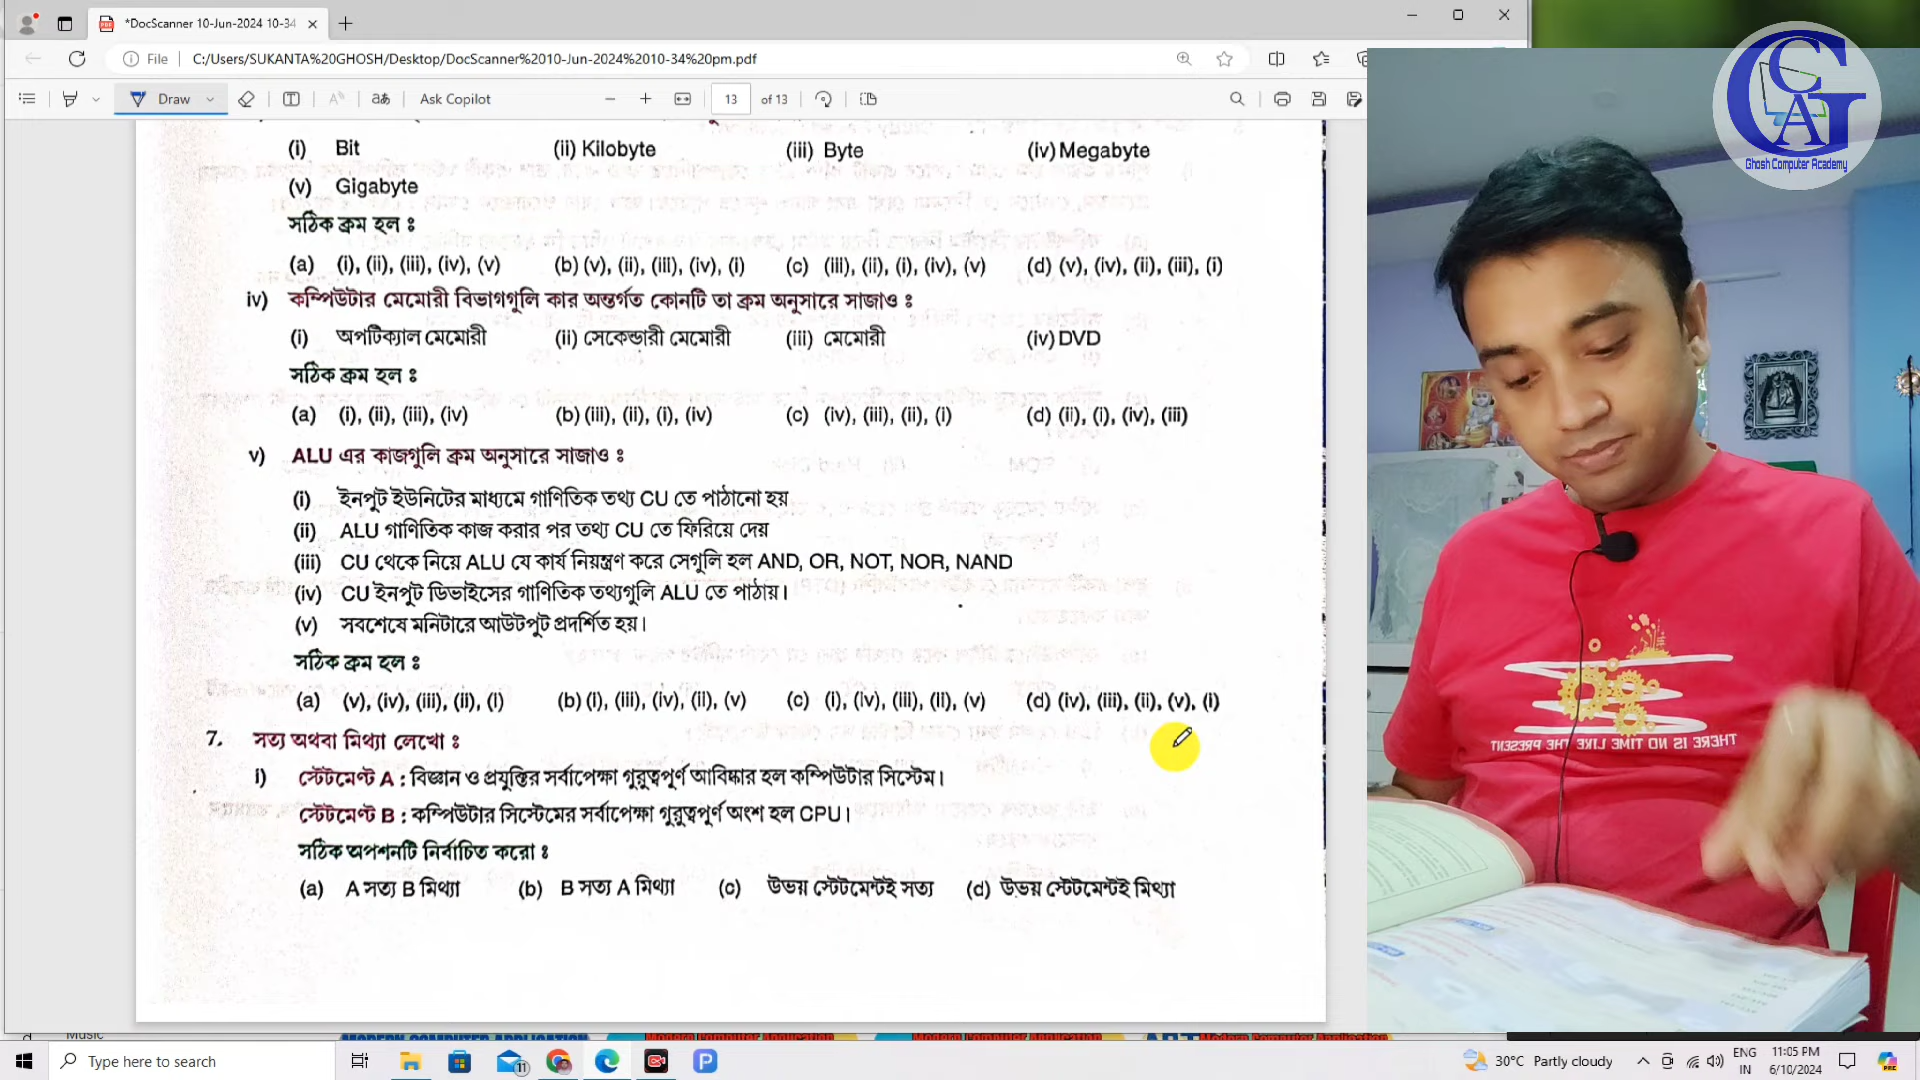 *DocScanner 10-Jun-2024 10-34
File C:/Users/SUKANTA%20GHOSH/Desktop/DocScanner%2010-Jun-2024%2010-34%20pm.pdf
Draw Ask Copilot 13 of 13
Ghosh Computer Academy
(i) Bit (ii) Kilobyte (iii) Byte (iv) Megabyte
(v) Gigabyte
সঠিক ক্রম হল ঃ
(a) (i), (ii), (iii), (iv), (v) (b) (v), (ii), (iii), (iv), (i) (c) (iii), (ii), (i), (iv), (v) (d) (v), (iv), (ii), (iii), (i)
iv) কম্পিউটার মেমোরী বিভাগগুলি কার অন্তর্গত কোনটি তা ক্রম অনুসারে সাজাও ঃ
(i) অপটিক্যাল মেমোরী (ii) সেকেন্ডারী মেমোরী (iii) মেমোরী (iv) DVD
সঠিক ক্রম হল ঃ
(a) (i), (ii), (iii), (iv) (b) (iii), (ii), (i), (iv) (c) (iv), (iii), (ii), (i) (d) (ii), (i), (iv), (iii)
v) ALU এর কাজগুলি ক্রম অনুসারে সাজাও ঃ
(i) ইনপুট ইউনিটের মাধ্যমে গাণিতিক তথ্য CU তে পাঠানো হয়
(ii) ALU গাণিতিক কাজ করার পর তথ্য CU তে ফিরিয়ে দেয়
(iii) CU থেকে নিয়ে ALU যে কার্য নিয়ন্ত্রণ করে সেগুলি হল AND, OR, NOT, NOR, NAND
(iv) CU ইনপুট ডিভাইসের গাণিতিক তথ্যগুলি ALU তে পাঠায়।
(v) সবশেষে মনিটারে আউটপুট প্রদর্শিত হয়।
সঠিক ক্রম হল ঃ
(a) (v), (iv), (iii), (ii), (i) (b) (i), (iii), (iv), (ii), (v) (c) (i), (iv), (iii), (ii), (v) (d) (iv), (iii), (ii), (v), (i)
THERE IS NO TIME LIKE THE PRESENT
7. সত্য অথবা মিথ্যা লেখো ঃ
i) স্টেটমেন্ট A : বিজ্ঞান ও প্রযুক্তির সর্বাপেক্ষা গুরুত্বপূর্ণ আবিষ্কার হল কম্পিউটার সিস্টেম।
স্টেটমেন্ট B : কম্পিউটার সিস্টেমের সর্বাপেক্ষা গুরুত্বপূর্ণ অংশ হল CPU।
সঠিক অপশনটি নির্বাচিত করো ঃ
(a) A সত্য B মিথ্যা (b) B সত্য A মিথ্যা (c) উভয় স্টেটমেন্টই সত্য (d) উভয় স্টেটমেন্টই মিথ্যা
Music
Type here to search 11 30°C Partly cloudy ENG 11:05 PM
IN 6/10/2024